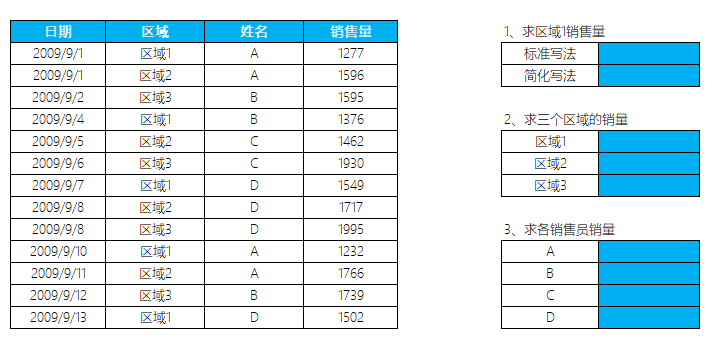 日期 区域 姓名 销售量
2009/9/1 区域1 A 1277
2009/9/1 区域2 A 1596
2009/9/2 区域3 B 1595
2009/9/4 区域1 B 1376
2009/9/5 区域2 C 1462
2009/9/6 区域3 C 1930
2009/9/7 区域1 D 1549
2009/9/8 区域2 D 1717
2009/9/8 区域3 D 1995
2009/9/10 区域1 A 1232
2009/9/11 区域2 A 1766
2009/9/12 区域3 B 1739
2009/9/13 区域1 D 1502
1、求区域1销售量
标准写法
简化写法
2、求三个区域的销量
区域1
区域2
区域3
3、求各销售员销量
A
B
C
D